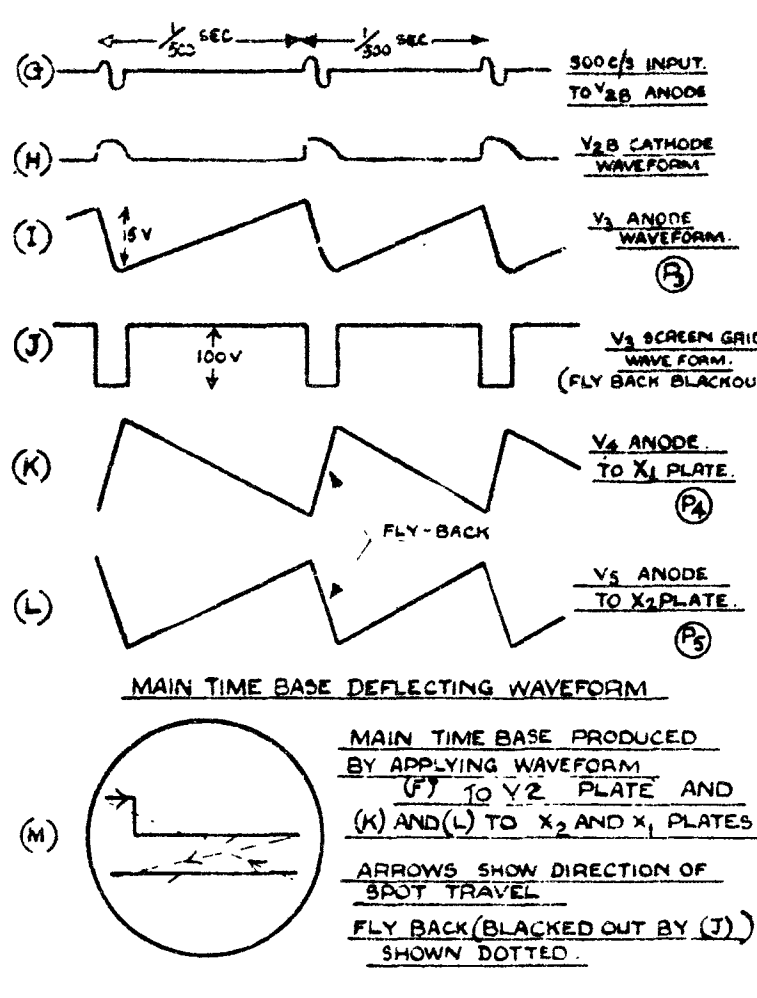 1/500 SEC 1/500 SEC
(G) 500 C/S INPUT.
TO V2B ANODE
(H) V2B CATHODE
WAVEFORM
(I) 15 V V3 ANODE
WAVEFORM.
P3
(J) 100V V3 SCREEN GRID
WAVE FORM.
(FLY BACK BLACKOU
(K) V4 ANODE.
TO X1 PLATE.
P4
FLY-BACK
(L) V5 ANODE
TO X2 PLATE.
P5
MAIN TIME BASE DEFLECTING WAVEFORM
MAIN TIME BASE PRODUCED
BY APPLYING WAVEFORM
(F) TO Y2 PLATE AND
(M) (K) AND (L) TO X2 AND X1 PLATES
ARROWS SHOW DIRECTION OF
SPOT TRAVEL
FLY BACK (BLACKED OUT BY (J))
SHOWN DOTTED.